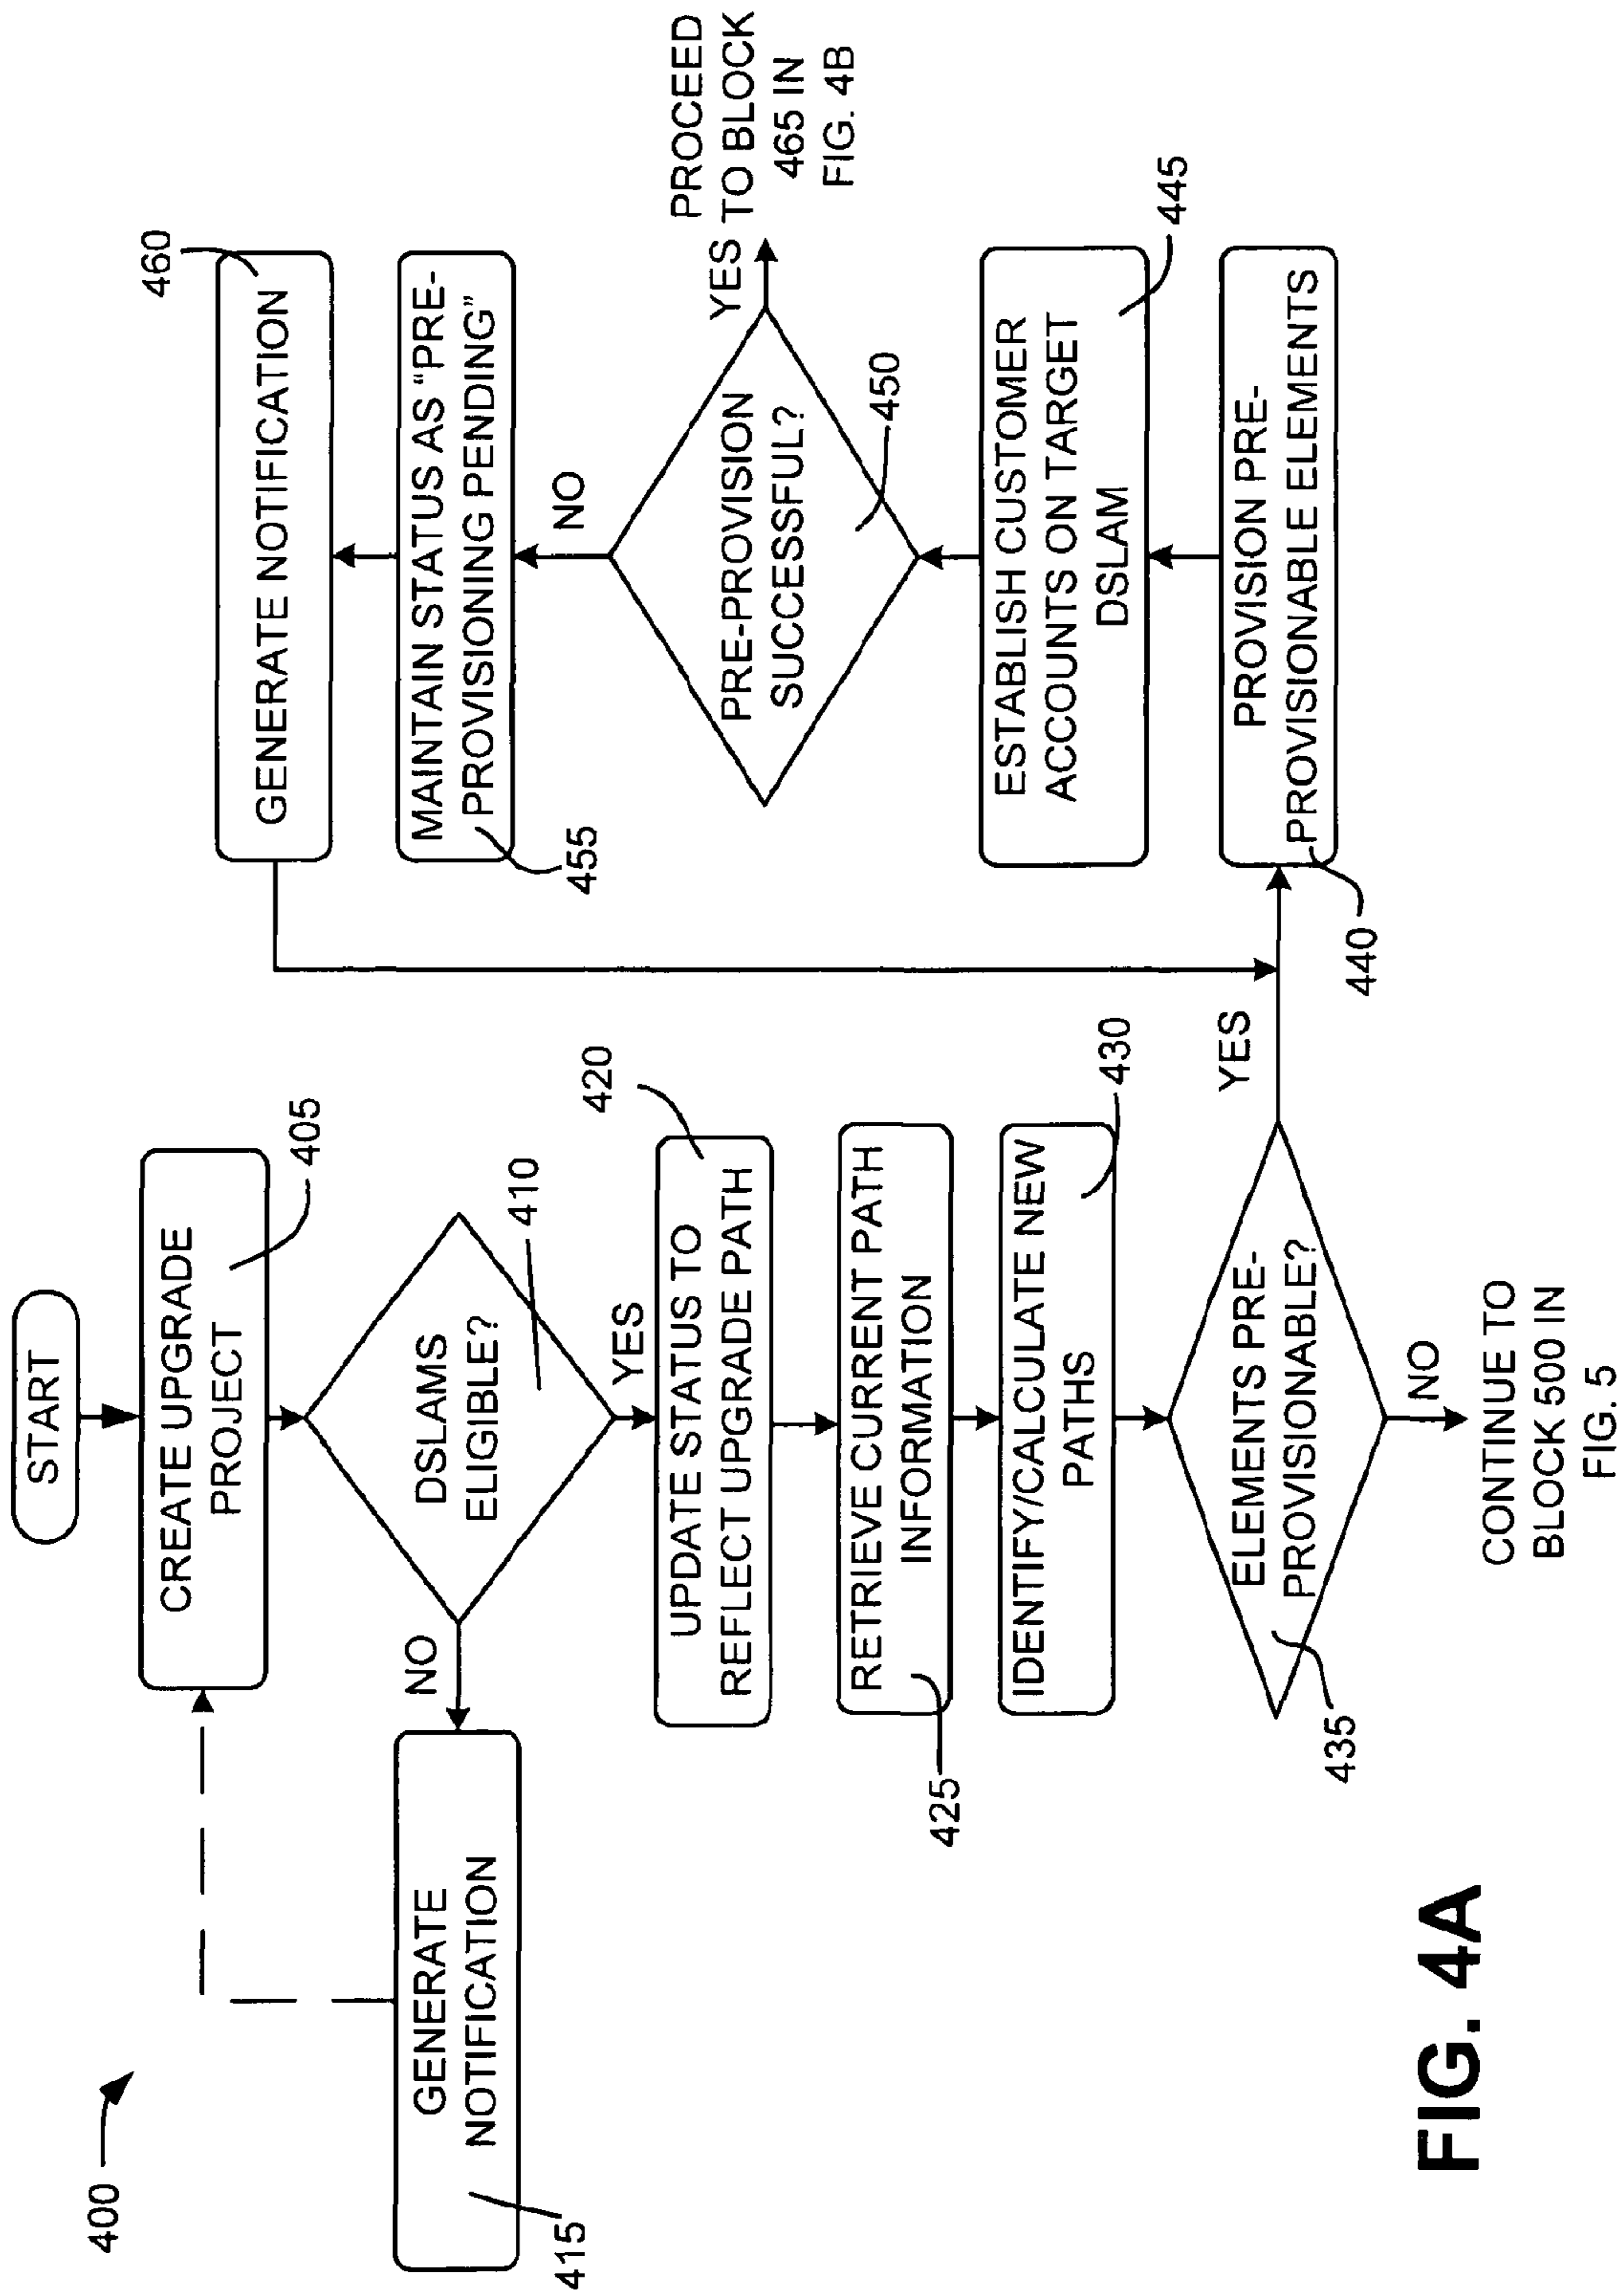 400
START
CREATE UPGRADE
PROJECT
405
DSLAMS
ELIGIBLE?
410
NO
GENERATE
NOTIFICATION
415
YES
UPDATE STATUS TO
REFLECT UPGRADE PATH
420
RETRIEVE CURRENT PATH
INFORMATION
425
IDENTIFY/CALCULATE NEW
PATHS
430
ELEMENTS PRE-
PROVISIONABLE?
435
NO
CONTINUE TO
BLOCK 500 IN
FIG. 5
YES
PROVISION PRE-
PROVISIONABLE ELEMENTS
440
ESTABLISH CUSTOMER
ACCOUNTS ON TARGET
DSLAM
445
PRE-PROVISION
SUCCESSFUL?
450
YES
PROCEED
TO BLOCK
465 IN
FIG. 4B
NO
MAINTAIN STATUS AS "PRE-
PROVISIONING PENDING"
455
GENERATE NOTIFICATION
460
FIG. 4A